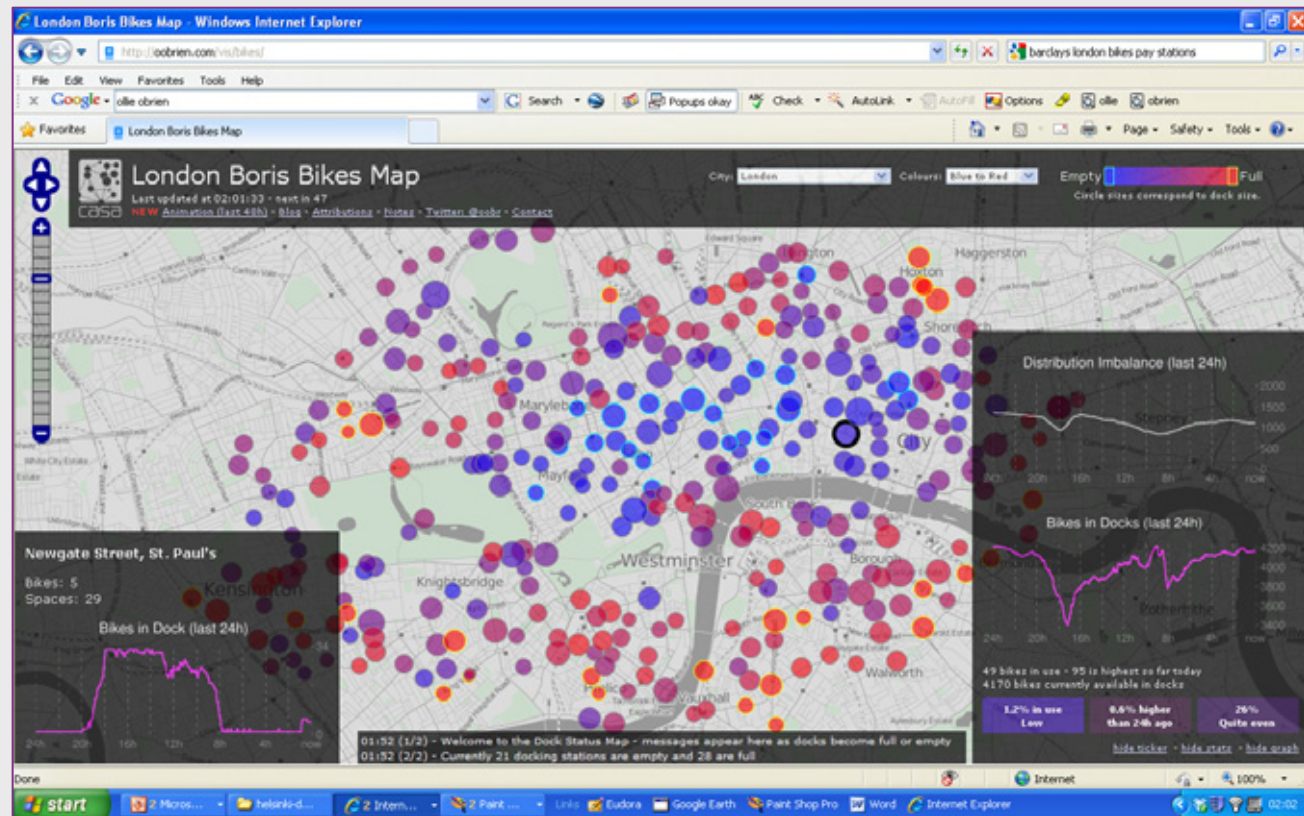 London Boris Bikes Map - Windows Internet Explorer
http://oobrien.com/vis/bikes/
barclays london bikes pay stations
File Edit View Favorites Tools Help
x Google ollie obrien Search Popups okay Check AutoLink AutoFill Options ollie obrien
Favorites London Boris Bikes Map Page Safety Tools
London Boris Bikes Map
Last updated at 02:01:33 - next in 47
NEW Animation (last 48h) - Blog - Attributions - Notes - Twitter: @oobr - Contact
casa
City: London Colours: Blue to Red Empty Full
Circle sizes correspond to dock size.
Haggerston
Hoxton
Distribution Imbalance (last 24h)
2000
1500
1000
500
0
24h 20h 16h 12h 8h 4h now
Stepney
City
Westminster
Knightsbridge
Kensington
Walworth
Vauxhall
Newgate Street, St. Paul's
Bikes: 5
Spaces: 29
Bikes in Dock (last 24h)
34
0
24h 20h 16h 12h 8h 4h now
Bikes in Docks (last 24h)
4200
4000
3800
3600
3400
24h 20h 16h 12h 8h 4h now
Rotherhithe
49 bikes in use - 95 is highest so far today
4170 bikes currently available in docks
1.2% in use
Low
0.6% higher
than 24h ago
26%
Quite even
hide ticker - hide stats - hide graph
01:52 (1/2) - Welcome to the Dock Status Map - messages appear here as docks become full or empty
01:52 (2/2) - Currently 21 docking stations are empty and 28 are full
Done Internet 100%
start 2 Micros... helsinki-d... 2 Intern... 2 Paint ... Links Eudora Google Earth Paint Shop Pro Word Internet Explorer 02:02